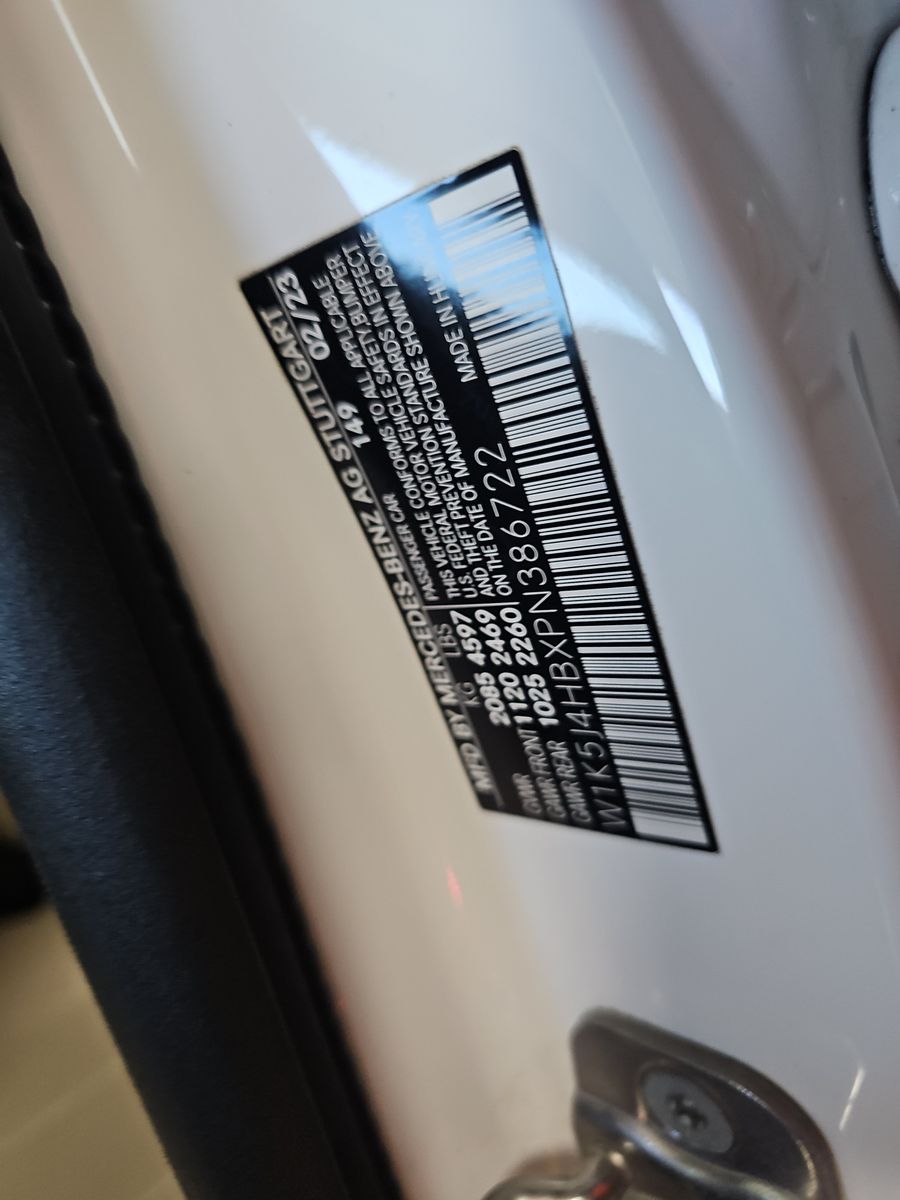 MFD BY MERCEDES-BENZ AG STUTTGART
KG LBS PASSENGER CAR 149 02/23
GVWR 2085 4597 THIS VEHICLE CONFORMS TO ALL APPLICABLE
GAWR FRONT 1120 2469 FEDERAL MOTOR VEHICLE SAFETY, BUMPER,
GAWR REAR 1025 2260 U.S. THEFT PREVENTION STANDARDS IN EFFECT
AND THE DATE OF MANUFACTURE SHOWN ABOVE
MADE IN
W1K5J4HBXPN386722